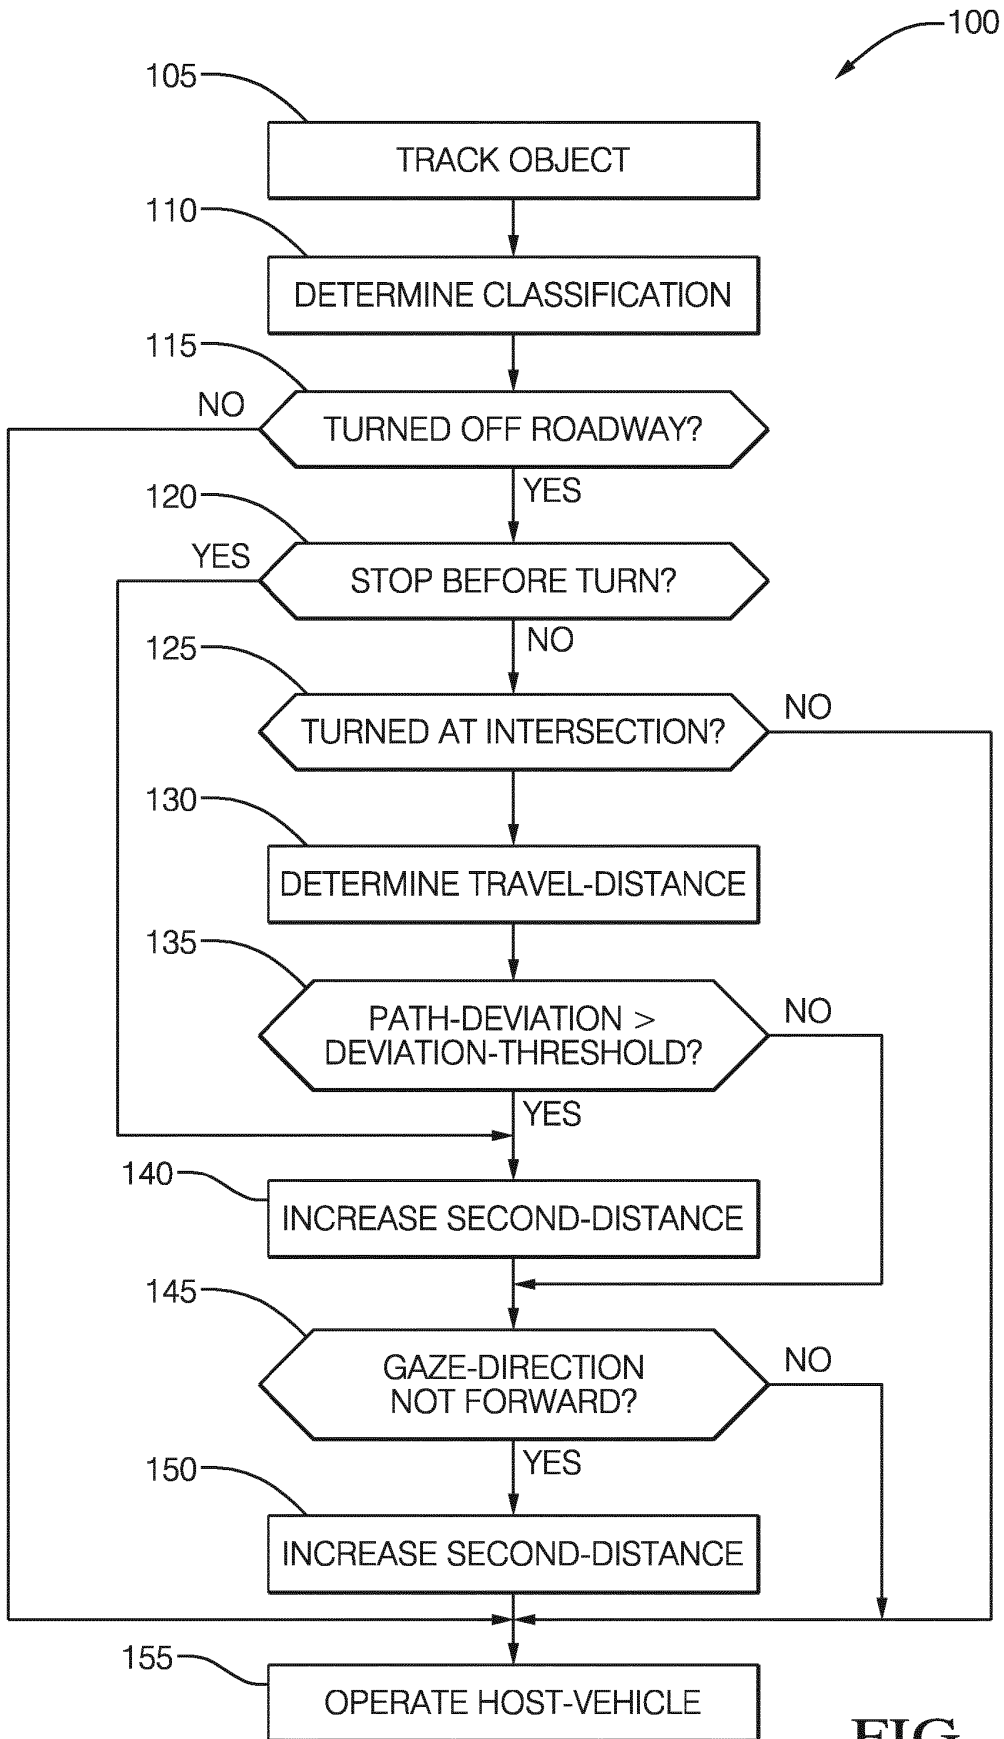 100
105
TRACK OBJECT
110
DETERMINE CLASSIFICATION
115
NO
TURNED OFF ROADWAY?
YES
120
YES
STOP BEFORE TURN?
NO
125
NO
TURNED AT INTERSECTION?
130
DETERMINE TRAVEL-DISTANCE
135
NO
PATH-DEVIATION >
DEVIATION-THRESHOLD?
YES
140
INCREASE SECOND-DISTANCE
145
GAZE-DIRECTION
NOT FORWARD?
NO
YES
150
INCREASE SECOND-DISTANCE
155
OPERATE HOST-VEHICLE
FIG